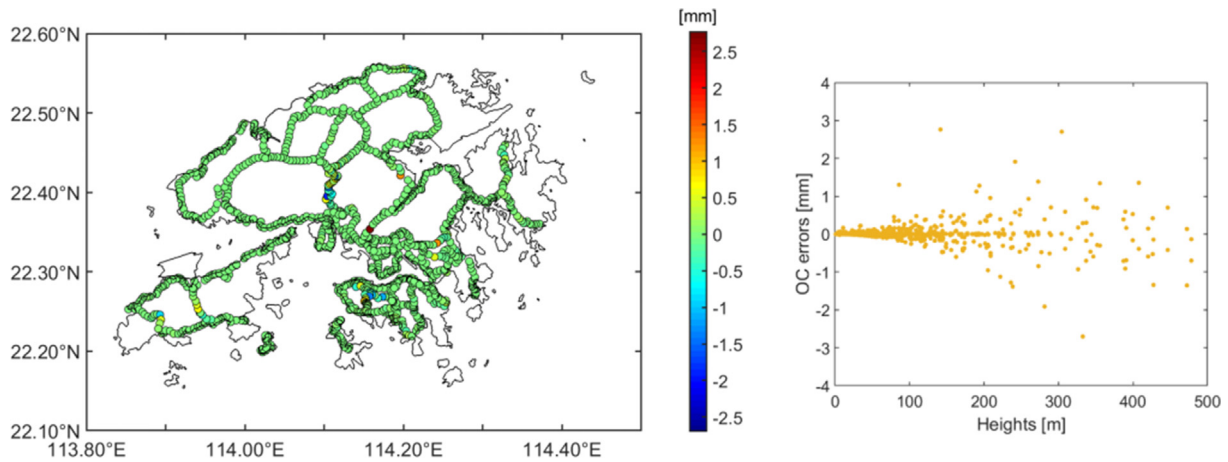 [mm]
22.60°N
22.50°N
22.40°N
22.30°N
22.20°N
22.10°N
113.80°E
114.00°E
114.20°E
114.40°E
2.5
2
1.5
1
0.5
0
-0.5
-1
-1.5
-2
-2.5
OC errors [mm]
4
3
2
1
0
-1
-2
-3
-4
0
100
200
300
400
500
Heights [m]